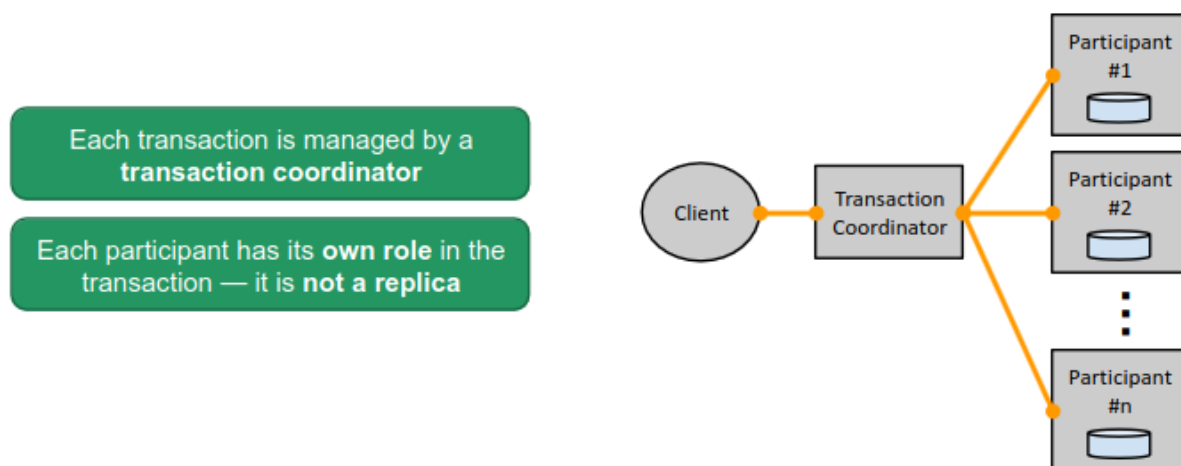 Each transaction is managed by a
transaction coordinator
Each participant has its own role in the
transaction — it is not a replica
Client
Transaction
Coordinator
Participant
#1
Participant
#2
Participant
#n